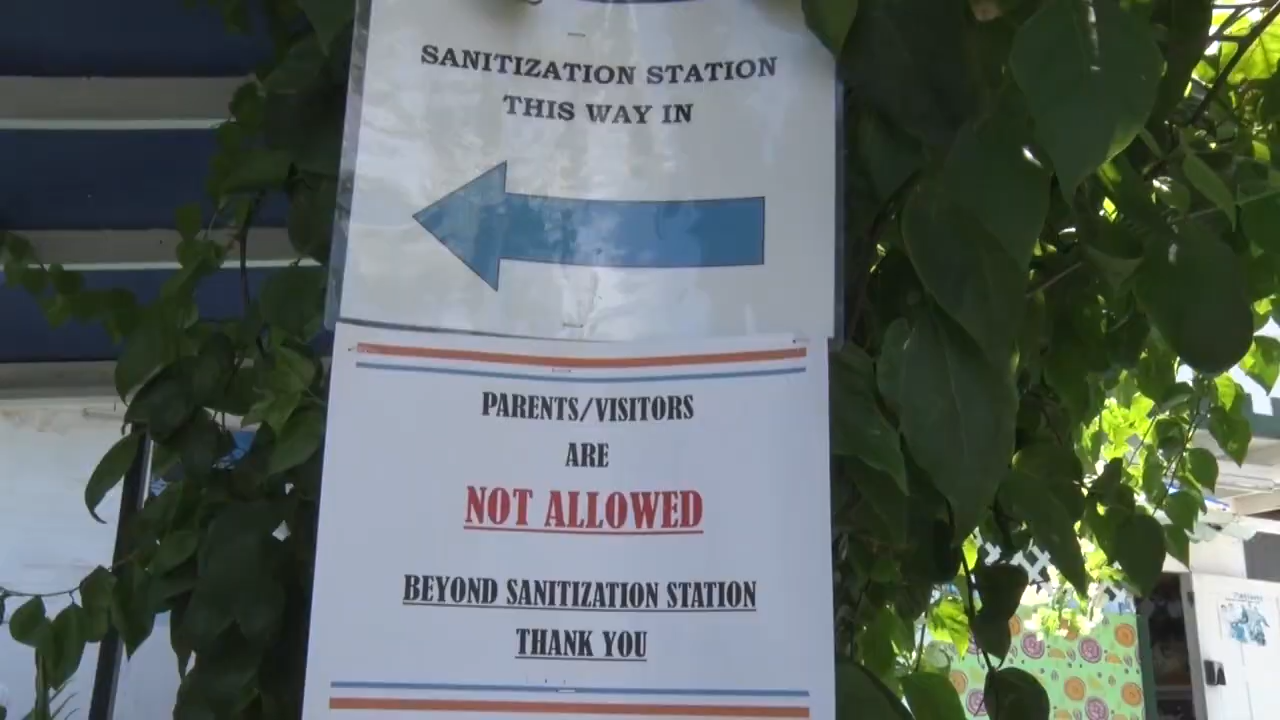 SANITIZATION STATION
THIS WAY IN
PARENTS/VISITORS
ARE
NOT ALLOWED
BEYOND SANITIZATION STATION
THANK YOU